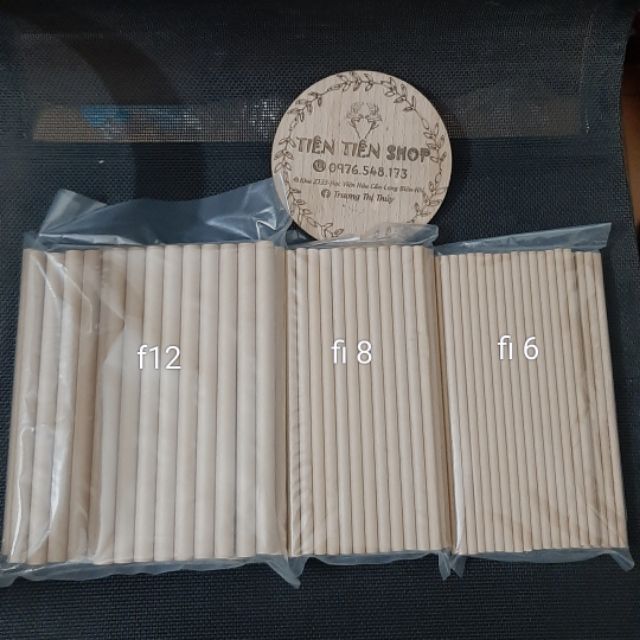 TIÊN TIÊN SHOP
0976.548.173
Trương Thị Thủy
f12
fi 8
fi 6